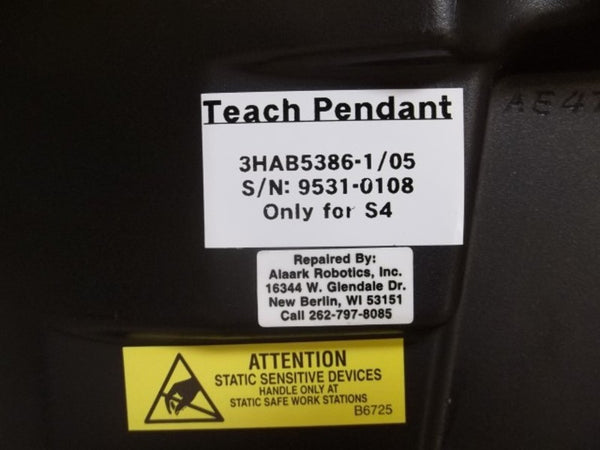 Teach Pendant
3HAB5386-1/05
S/N: 9531-0108
Only for S4
Repaired By:
Alaark Robotics, Inc.
16344 W. Glendale Dr.
New Berlin, WI 53151
Call 262-797-8085
ATTENTION
STATIC SENSITIVE DEVICES
HANDLE ONLY AT
STATIC SAFE WORK STATIONS
B6725